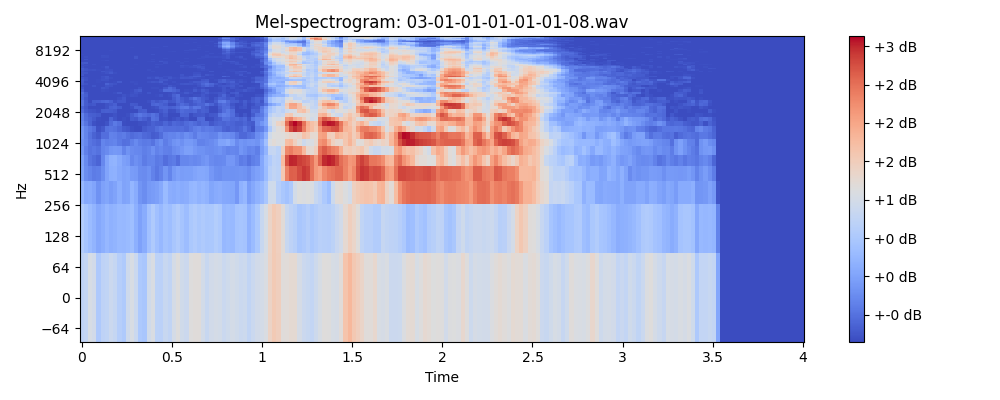 Mel-spectrogram: 03-01-01-01-01-01-08.wav
8192
4096
2048
1024
512
256
128
64
0
−64
Hz
0
0.5
1
1.5
2
2.5
3
3.5
4
Time
+3 dB
+2 dB
+2 dB
+2 dB
+1 dB
+0 dB
+0 dB
+-0 dB